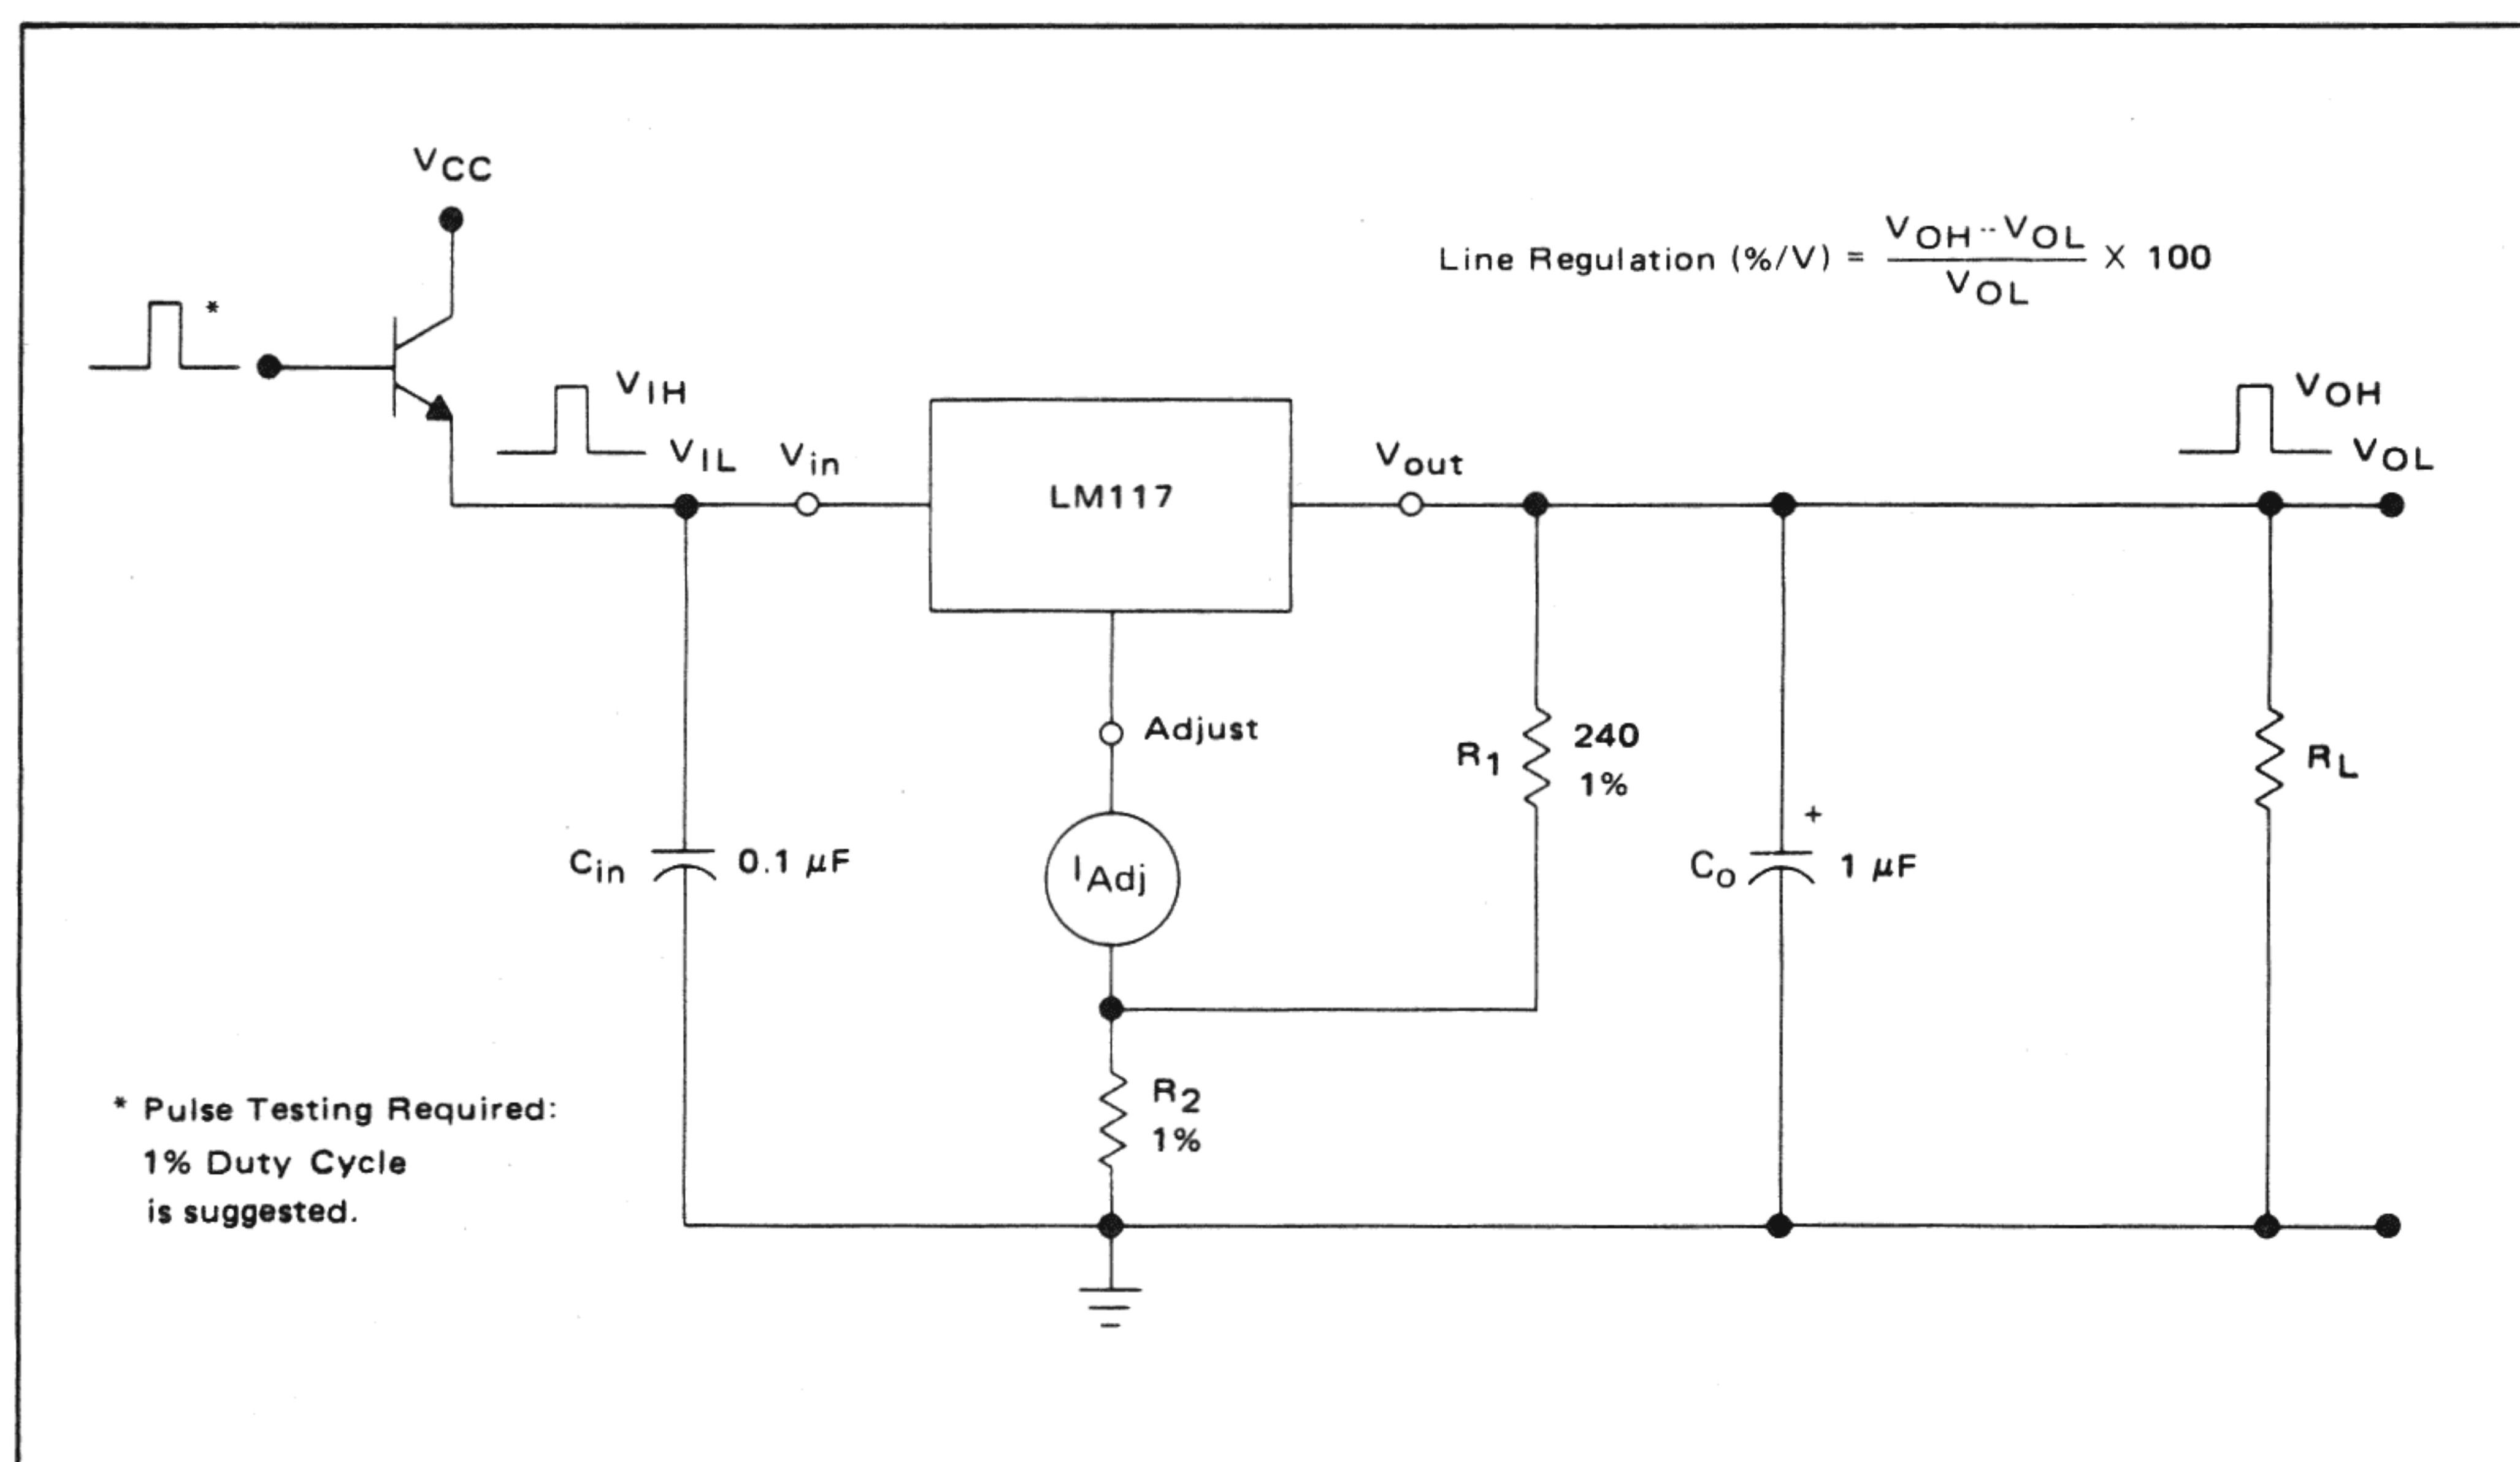 VCC
Line Regulation (%/V) = VOH--VOL / VOL X 100
*
VIH
VIL
Vin
LM117
Vout
VOH
VOL
Adjust
R1
240
1%
RL
Cin
0.1 μF
IAdj
+
Co
1 μF
R2
1%
* Pulse Testing Required:
1% Duty Cycle
is suggested.